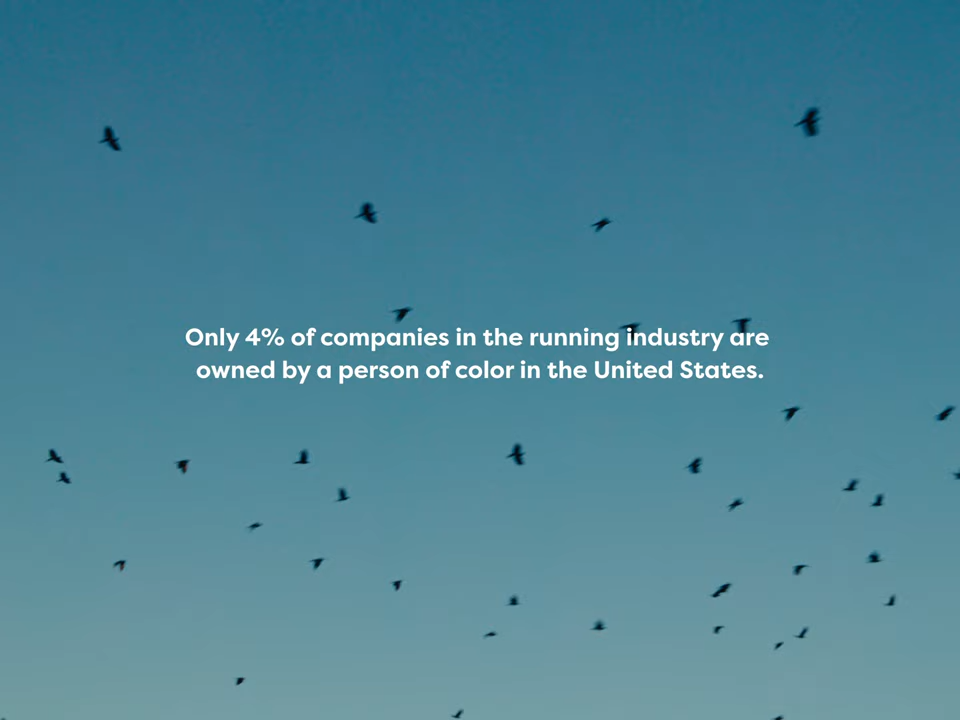 Only 4% of companies in the running industry are
owned by a person of color in the United States.